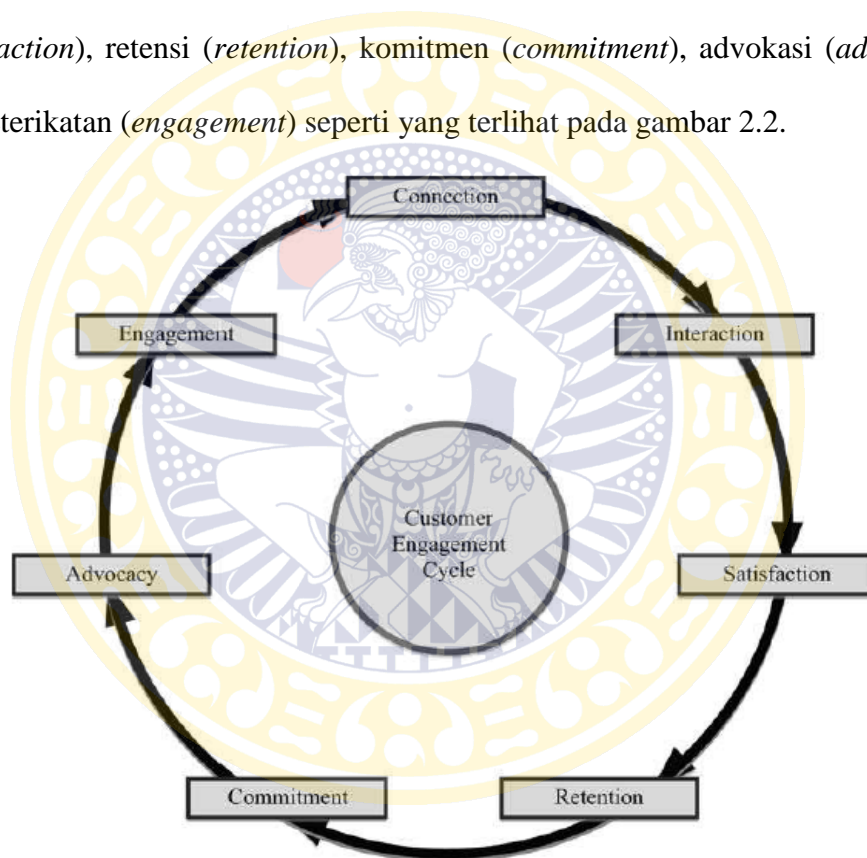 action), retensi (retention), komitmen (commitment), advokasi (ad
terikatan (engagement) seperti yang terlihat pada gambar 2.2.
Connection
Engagement
Interaction
Customer
Engagement
Cycle
Advocacy
Satisfaction
Commitment
Retention